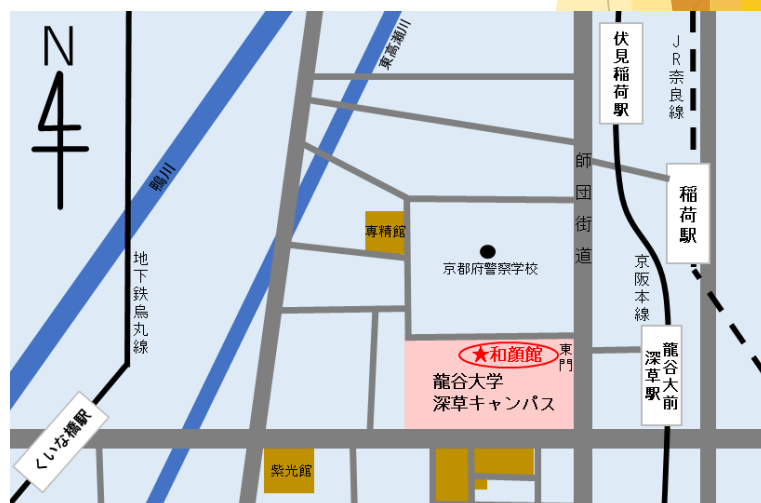 N
東高瀬川
伏見稲荷駅
JR奈良線
鴨川
師団街道
稲荷駅
専精館
京都府警察学校
地下鉄烏丸線
京阪本線
★和顔館
東門
龍谷大前
深草駅
龍谷大学
深草キャンパス
くいな橋駅
紫光館